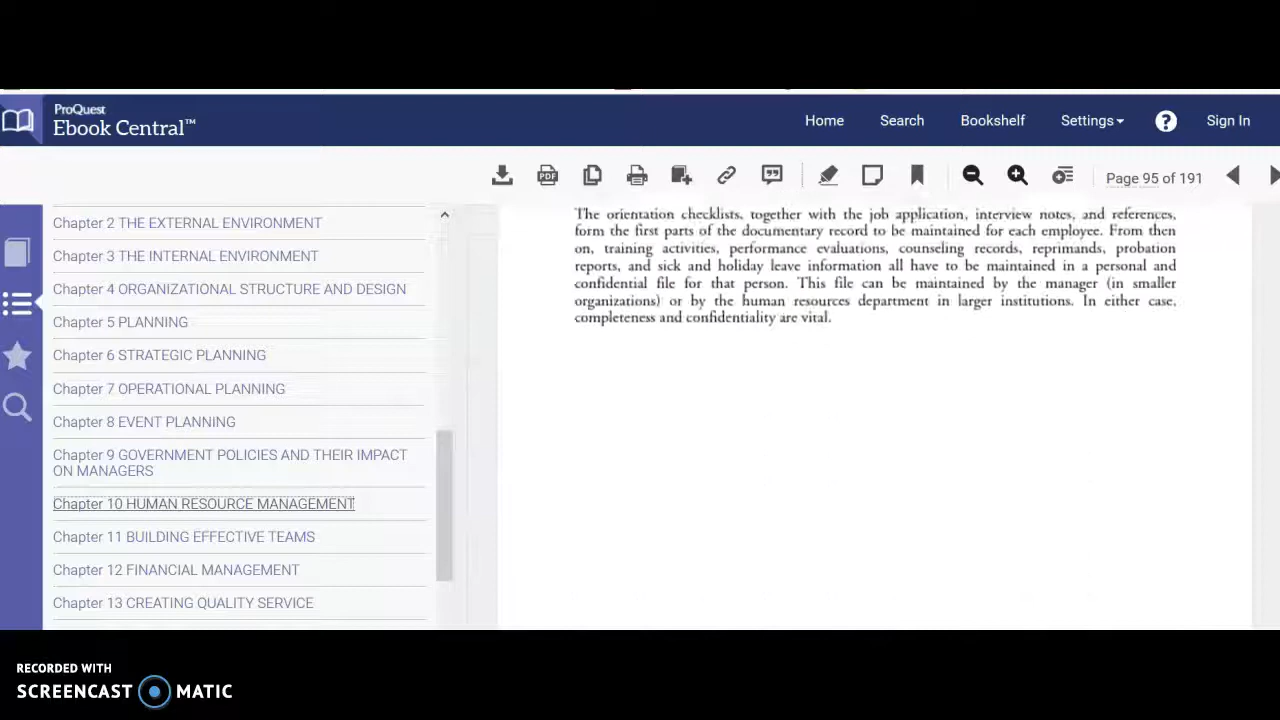 ProQuest
Ebook Central™
Home
Search
Bookshelf
Settings
?
Sign In
PDF
Page 95 of 191
Chapter 2 THE EXTERNAL ENVIRONMENT
Chapter 3 THE INTERNAL ENVIRONMENT
Chapter 4 ORGANIZATIONAL STRUCTURE AND DESIGN
Chapter 5 PLANNING
Chapter 6 STRATEGIC PLANNING
Chapter 7 OPERATIONAL PLANNING
Chapter 8 EVENT PLANNING
Chapter 9 GOVERNMENT POLICIES AND THEIR IMPACT
ON MANAGERS
Chapter 10 HUMAN RESOURCE MANAGEMENT
Chapter 11 BUILDING EFFECTIVE TEAMS
Chapter 12 FINANCIAL MANAGEMENT
Chapter 13 CREATING QUALITY SERVICE
The orientation checklists, together with the job application, interview notes, and references,
form the first parts of the documentary record to be maintained for each employee. From then
on, training activities, performance evaluations, counseling records, reprimands, probation
reports, and sick and holiday leave information all have to be maintained in a personal and
confidential file for that person. This file can be maintained by the manager (in smaller
organizations) or by the human resources department in larger institutions. In either case,
completeness and confidentiality are vital.
RECORDED WITH
SCREENCAST MATIC